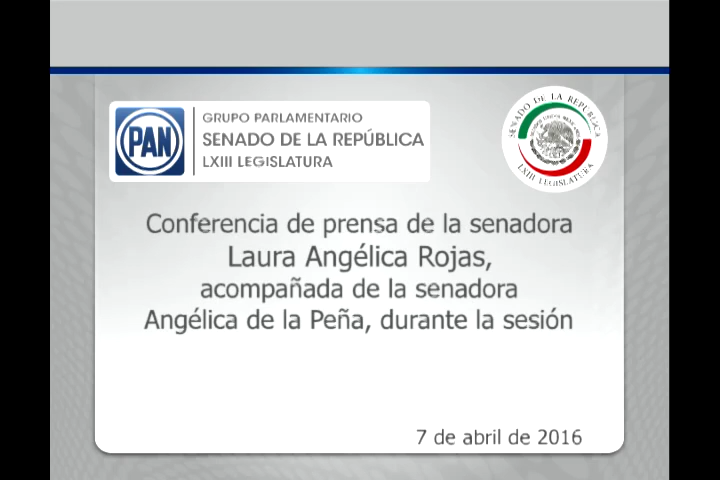 PAN
GRUPO PARLAMENTARIO
SENADO DE LA REPÚBLICA
LXIII LEGISLATURA
SENADO DE LA REPÚBLICA
LXIII LEGISLATURA
Conferencia de prensa de la senadora
Laura Angélica Rojas,
acompañada de la senadora
Angélica de la Peña, durante la sesión
7 de abril de 2016